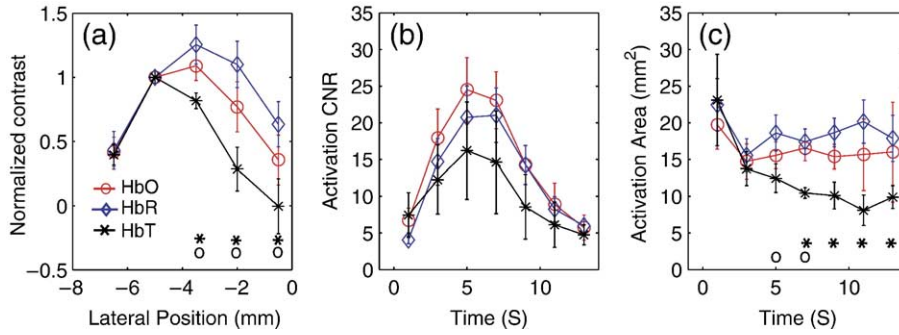 (a)
Normalized contrast
1.5
1
0.5
0
−0.5
HbO
HbR
HbT
−8 −6 −4 −2 0
Lateral Position (mm)
(b)
Activation CNR
35
30
25
20
15
10
5
0
0 5 10
Time (S)
(c)
Activation Area (mm²)
35
30
25
20
15
10
5
0
0 5 10
Time (S)